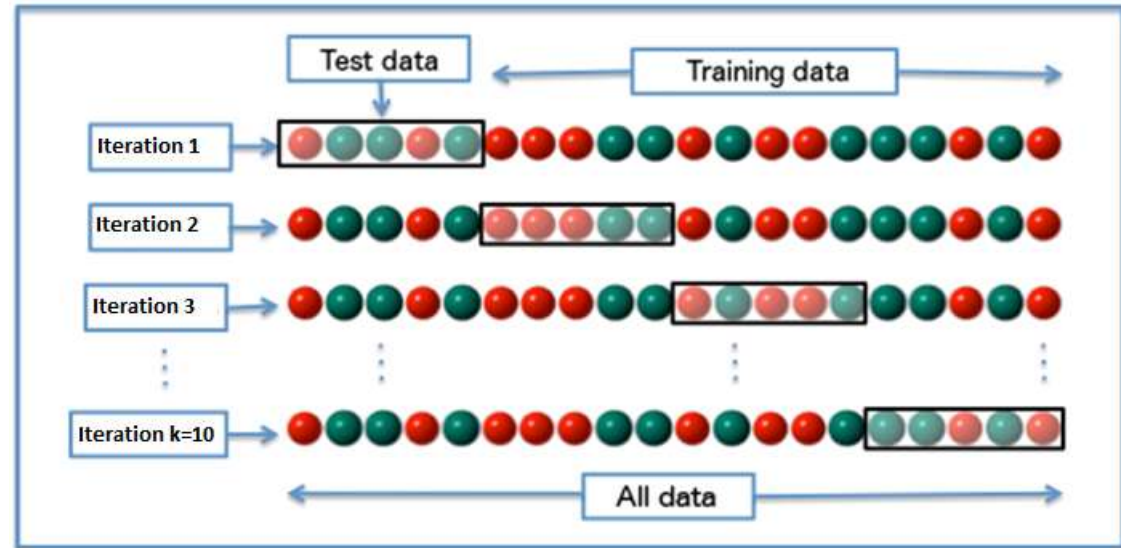 Test data
Training data
Iteration 1
Iteration 2
Iteration 3
Iteration k=10
All data